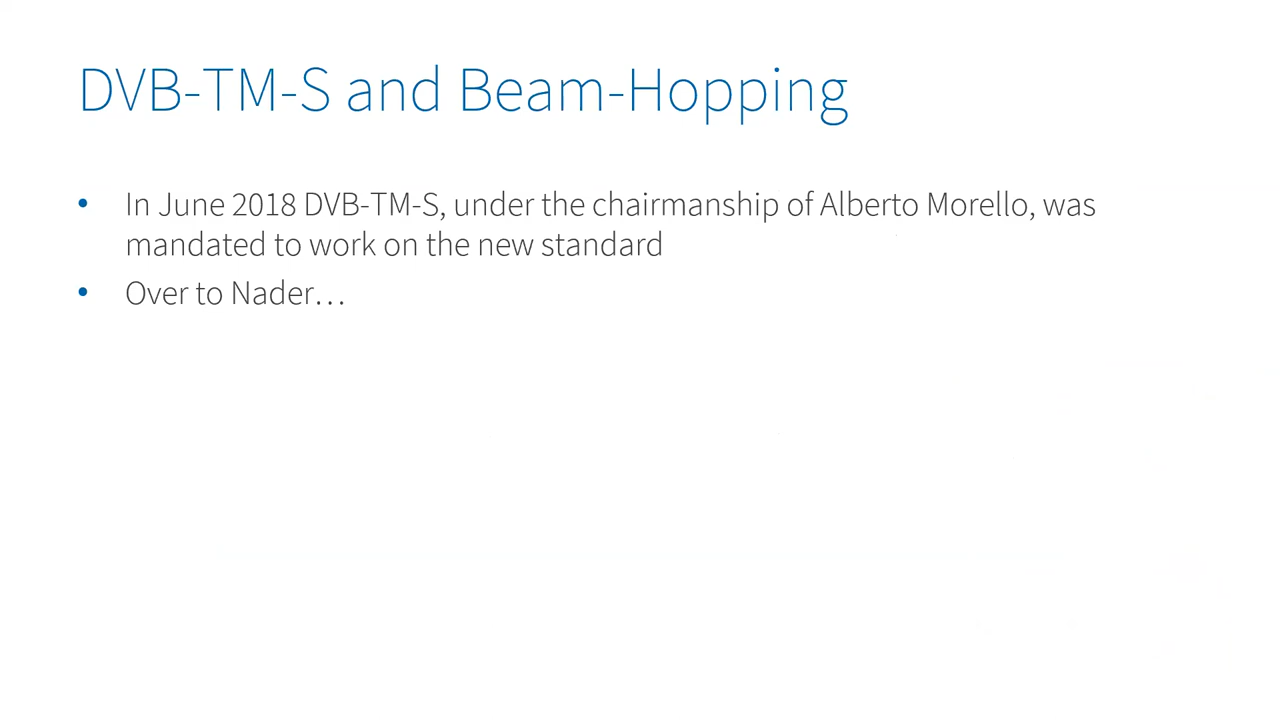 DVB-TM-S and Beam-Hopping
• In June 2018 DVB-TM-S, under the chairmanship of Alberto Morello, was
mandated to work on the new standard
• Over to Nader…